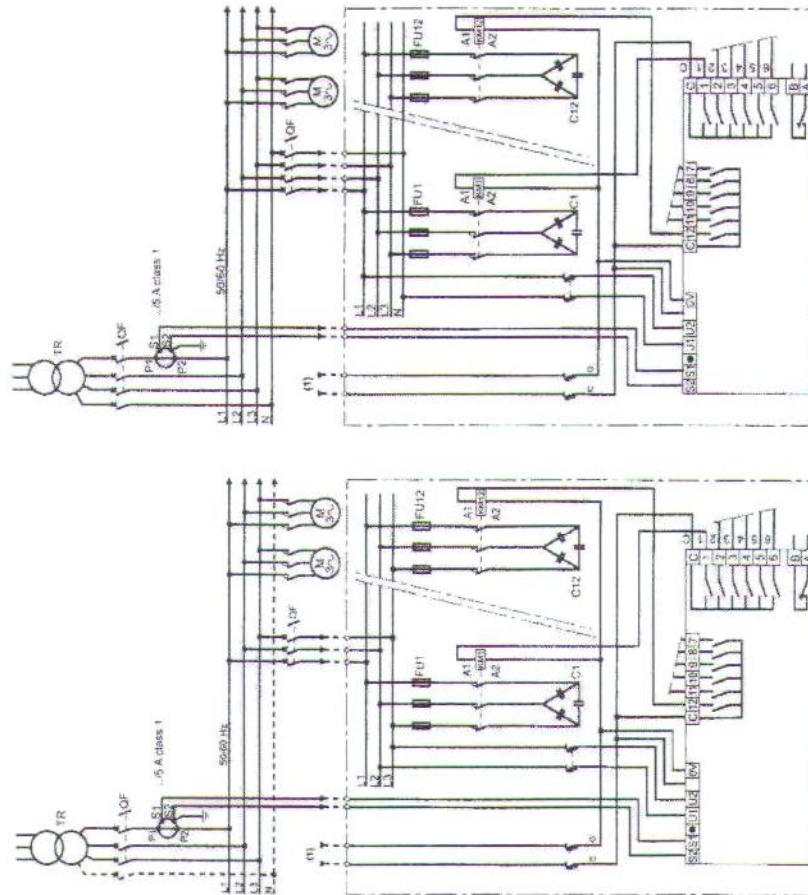 TR
QF
P1
P2
S1
S2
.../5 A class 1
50/60 Hz
L1
L2
L3
N
M
3~
M
3~
QF
(1)
L1
L2
L3
N
FU1
FU12
A1
KM1
A2
A1
KM12
A2
C1
C12
S2 S1 U1 U2 0V
C 12 11 10 9 8 7
C
1
2
3
4
5
6
B
A
TR
QF
P1
P2
S1
S2
.../5 A class 1
50/60 Hz
L1
L2
L3
N
M
3~
M
3~
QF
(1)
L1
L2
L3
FU1
FU12
A1
KM1
A2
A1
KM12
A2
C1
C12
S2 S1 U1 U2 0V
C 12 11 10 9 8 7
C
1
2
3
4
5
6
B
A